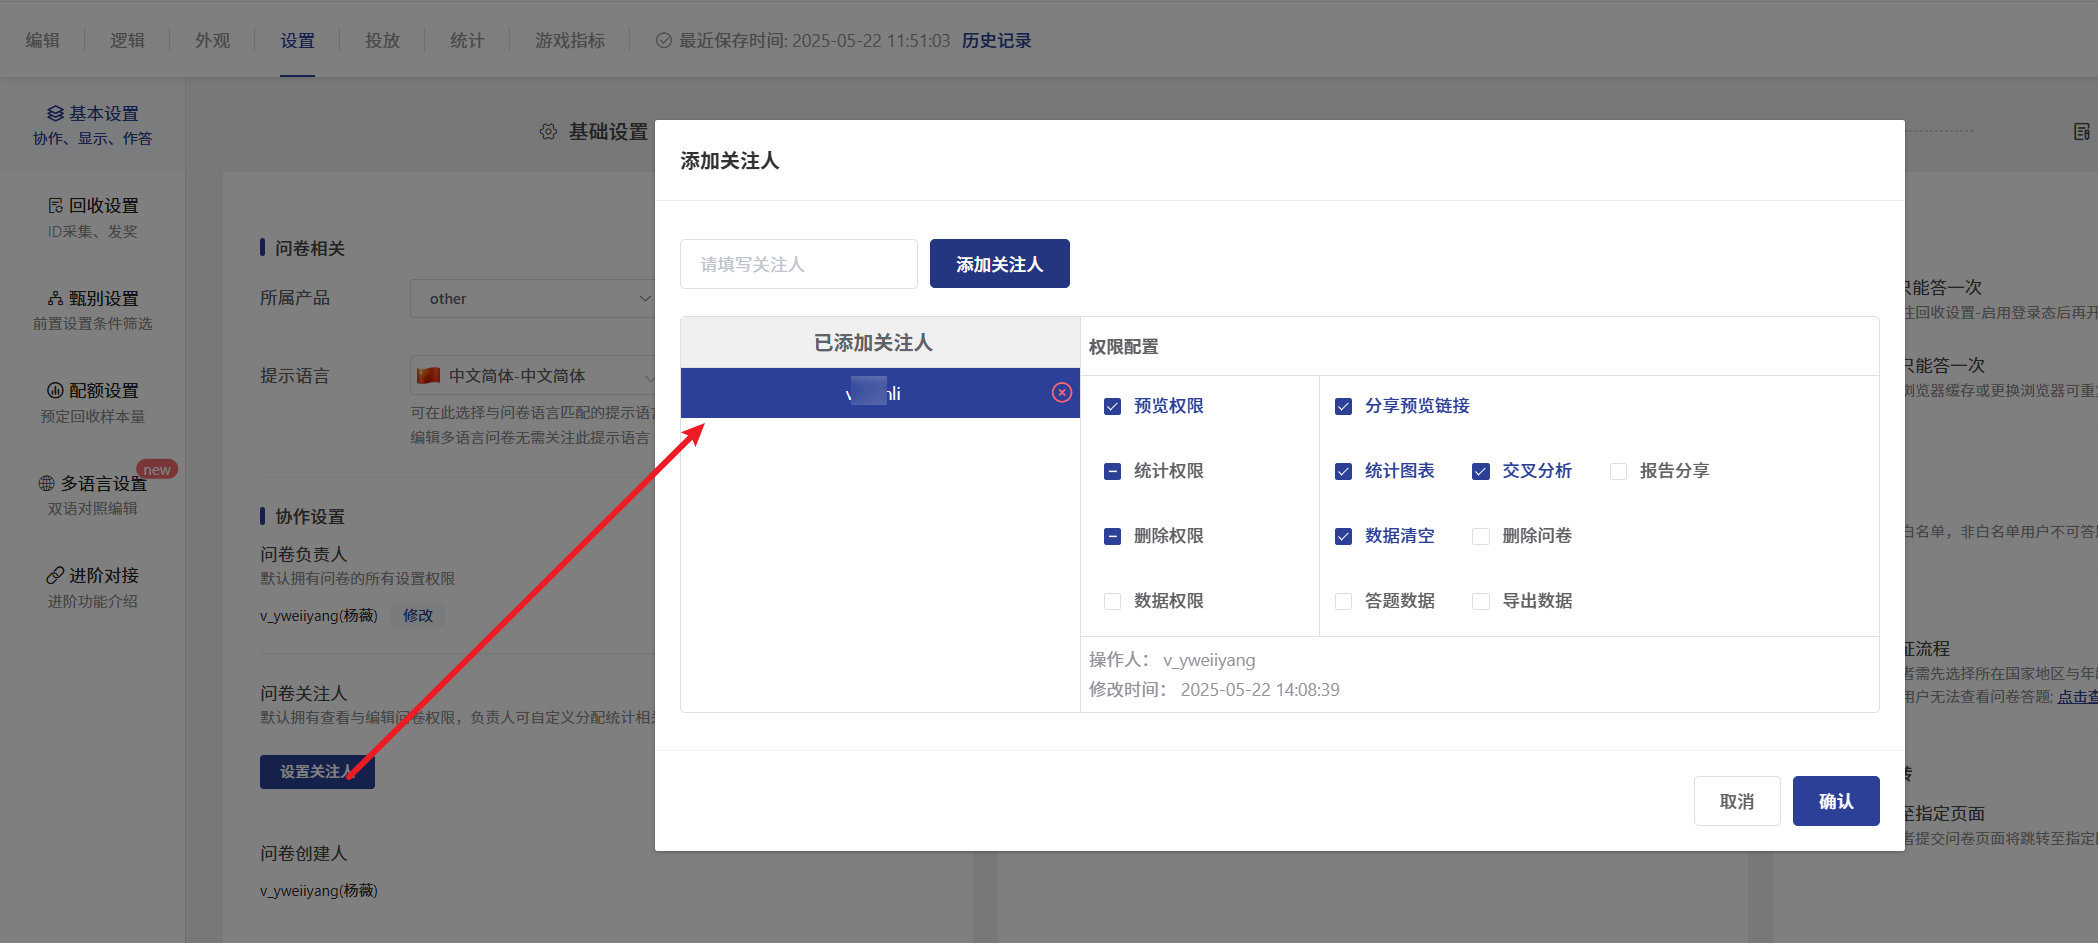 编辑
逻辑
外观
设置
投放
统计
游戏指标
最近保存时间: 2025-05-22 11:51:03 历史记录
基本设置
协作、显示、作答
回收设置
ID采集、发奖
甄别设置
前置设置条件筛选
配额设置
预定回收样本量
new
多语言设置
双语对照编辑
进阶对接
进阶功能介绍
基础设置
问卷相关
所属产品
other
提示语言
中文简体-中文简体
可在此选择与问卷语言匹配的提示语言
编辑多语言问卷无需关注此提示语言
协作设置
问卷负责人
默认拥有问卷的所有设置权限
v_yweiiyang(杨薇) 修改
问卷关注人
默认拥有查看与编辑问卷权限，负责人可自定义分配统计相
设置关注人
问卷创建人
v_yweiiyang(杨薇)
添加关注人
请填写关注人
添加关注人
已添加关注人
权限配置
预览权限
分享预览链接
统计权限
统计图表 交叉分析 报告分享
删除权限
数据清空 删除问卷
数据权限
答题数据 导出数据
操作人： v_yweiiyang
修改时间： 2025-05-22 14:08:39
取消
确认
只能答一次
回收设置-启用登录态后再开
只能答一次
浏览器缓存或更换浏览器可重
白名单，非白名单用户不可答
流程
者需先选择所在国家地区与年
用户无法查看问卷答题; 点击查
至指定页面
者提交问卷页面将跳转至指定